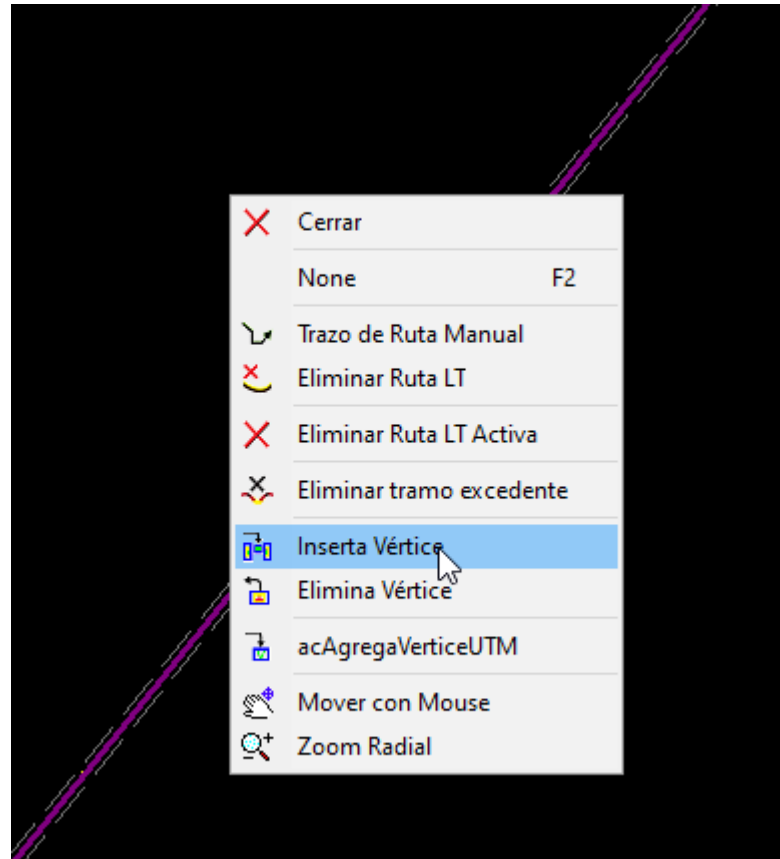 Cerrar
None F2
Trazo de Ruta Manual
Eliminar Ruta LT
Eliminar Ruta LT Activa
Eliminar tramo excedente
Inserta Vértice
Elimina Vértice
acAgregaVerticeUTM
Mover con Mouse
Zoom Radial